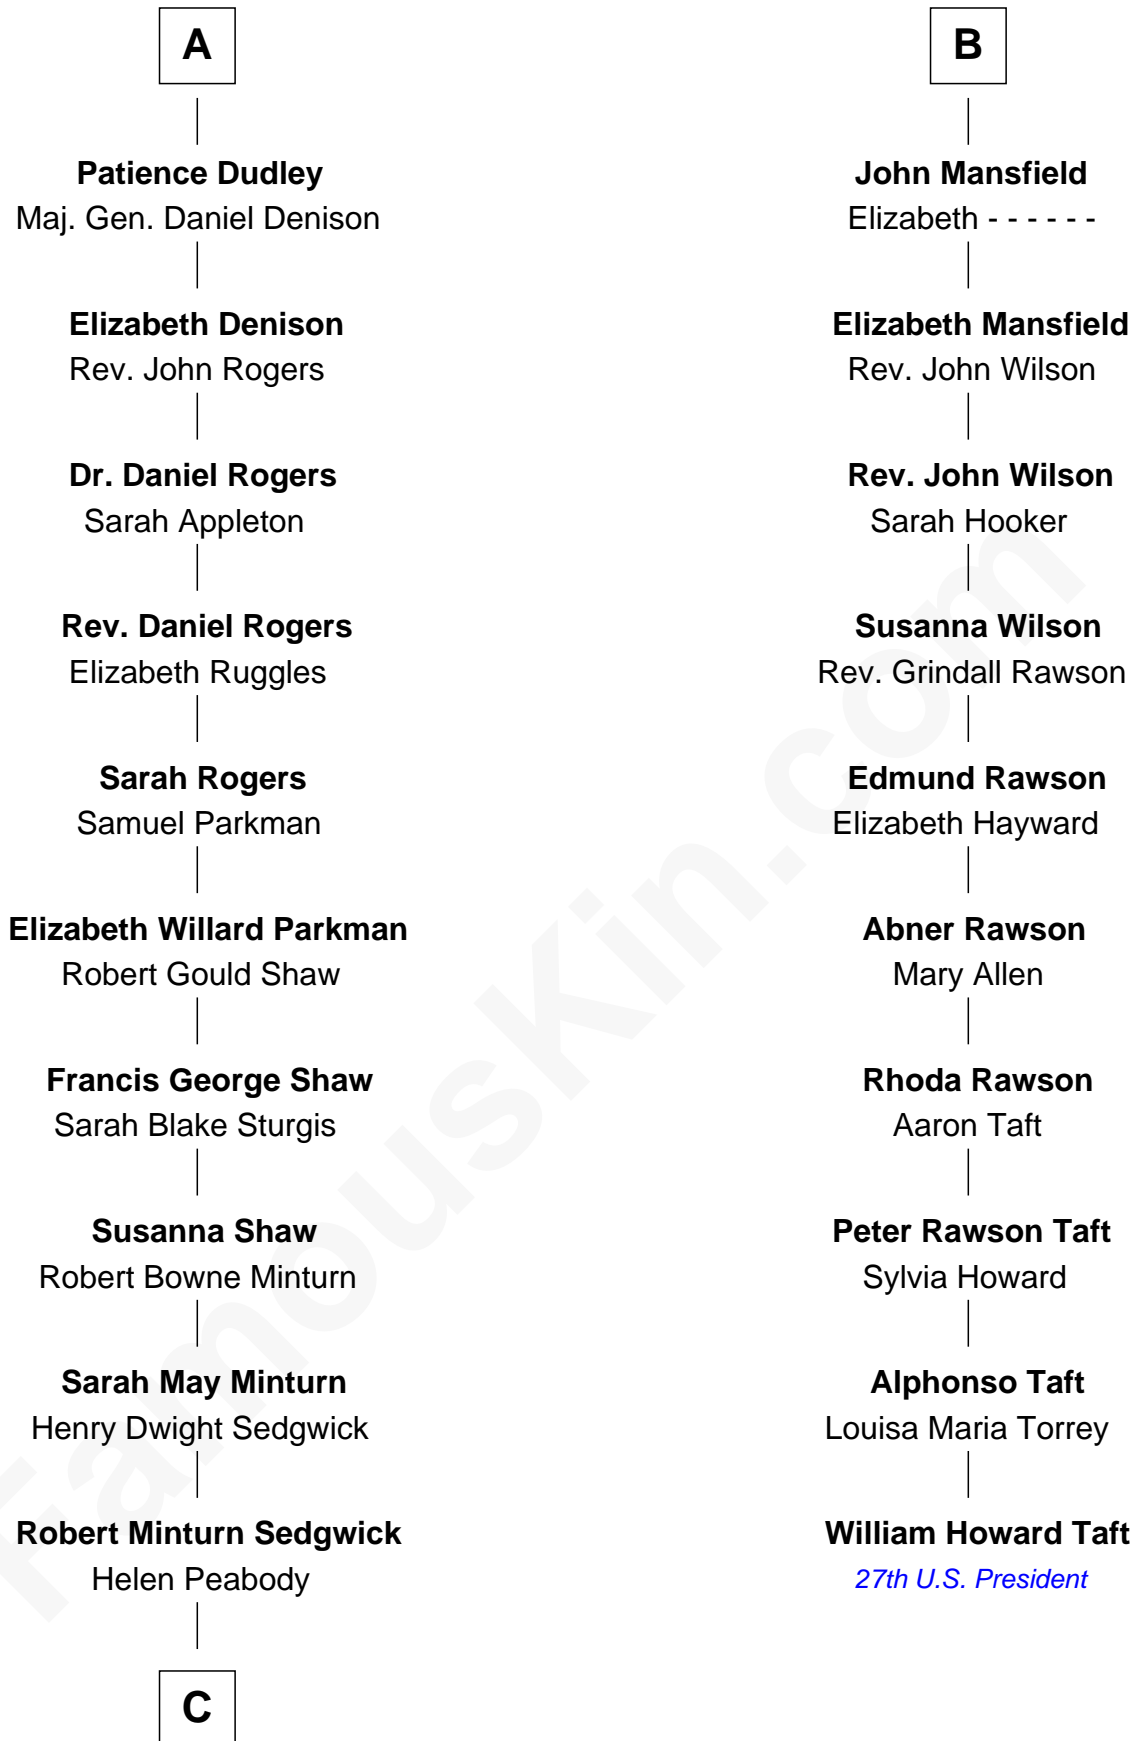 A
Patience Dudley
Maj. Gen. Daniel Denison
Elizabeth Denison
Rev. John Rogers
Dr. Daniel Rogers
Sarah Appleton
Rev. Daniel Rogers
Elizabeth Ruggles
Sarah Rogers
Samuel Parkman
Elizabeth Willard Parkman
Robert Gould Shaw
Francis George Shaw
Sarah Blake Sturgis
Susanna Shaw
Robert Bowne Minturn
Sarah May Minturn
Henry Dwight Sedgwick
Robert Minturn Sedgwick
Helen Peabody
C
B
John Mansfield
Elizabeth - - - - - -
Elizabeth Mansfield
Rev. John Wilson
Rev. John Wilson
Sarah Hooker
Susanna Wilson
Rev. Grindall Rawson
Edmund Rawson
Elizabeth Hayward
Abner Rawson
Mary Allen
Rhoda Rawson
Aaron Taft
Peter Rawson Taft
Sylvia Howard
Alphonso Taft
Louisa Maria Torrey
William Howard Taft
27th U.S. President
FamousKin.com